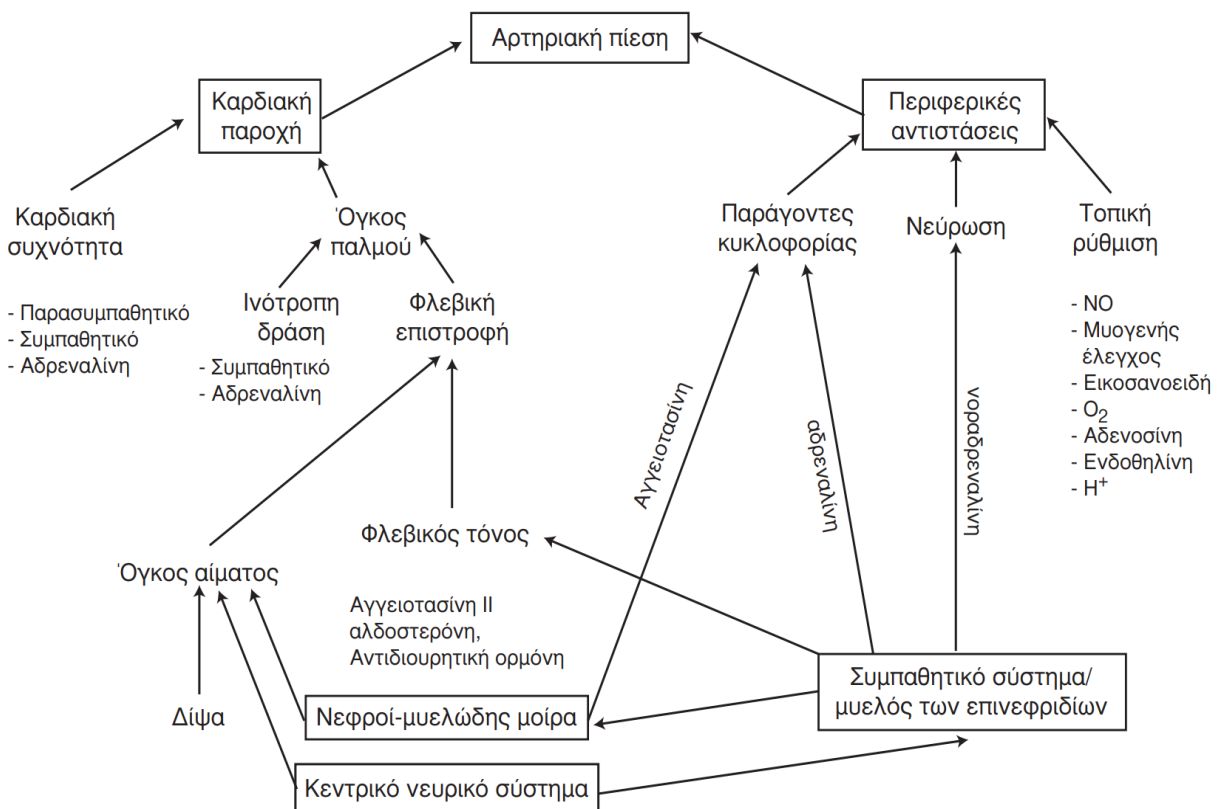 Αρτηριακή πίεση
Καρδιακή
παροχή
Περιφερικές
αντιστάσεις
Καρδιακή
συχνότητα
Όγκος
παλμού
Παράγοντες
κυκλοφορίας
Νεύρωση
Τοπική
ρύθμιση
- Παρασυμπαθητικό
- Συμπαθητικό
- Αδρεναλίνη
Ινότροπη
δράση
- Συμπαθητικό
- Αδρεναλίνη
Φλεβική
επιστροφή
- NO
- Μυογενής
έλεγχος
- Εικοσανοειδή
- O₂
- Αδενοσίνη
- Ενδοθηλίνη
- H⁺
Αγγειοτασίνη
αδρεναλίνη
νοραδρεναλίνη
Φλεβικός τόνος
Όγκος αίματος
Αγγειοτασίνη II
αλδοστερόνη,
Αντιδιουρητική ορμόνη
Συμπαθητικό σύστημα/
μυελός των επινεφριδίων
Δίψα
Νεφροί-μυελώδης μοίρα
Κεντρικό νευρικό σύστημα